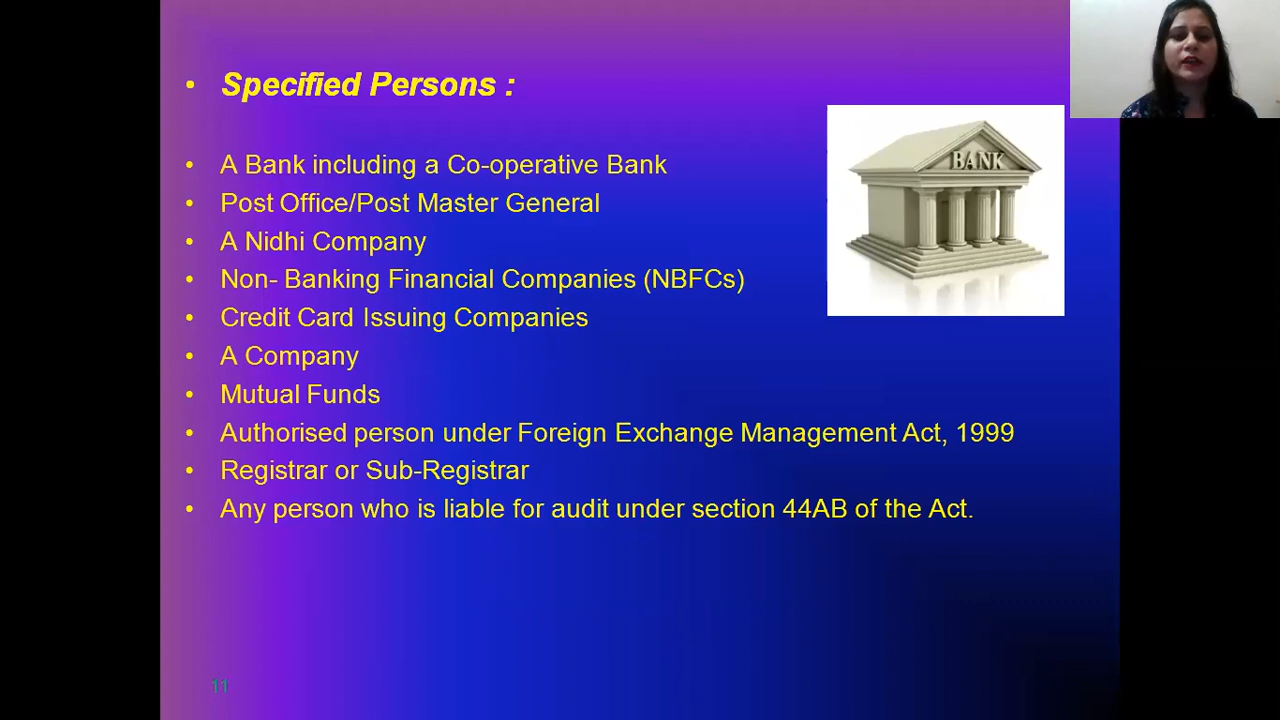 • Specified Persons :
• A Bank including a Co-operative Bank
BANK
• Post Office/Post Master General
• A Nidhi Company
• Non- Banking Financial Companies (NBFCs)
• Credit Card Issuing Companies
• A Company
• Mutual Funds
• Authorised person under Foreign Exchange Management Act, 1999
• Registrar or Sub-Registrar
• Any person who is liable for audit under section 44AB of the Act.
11